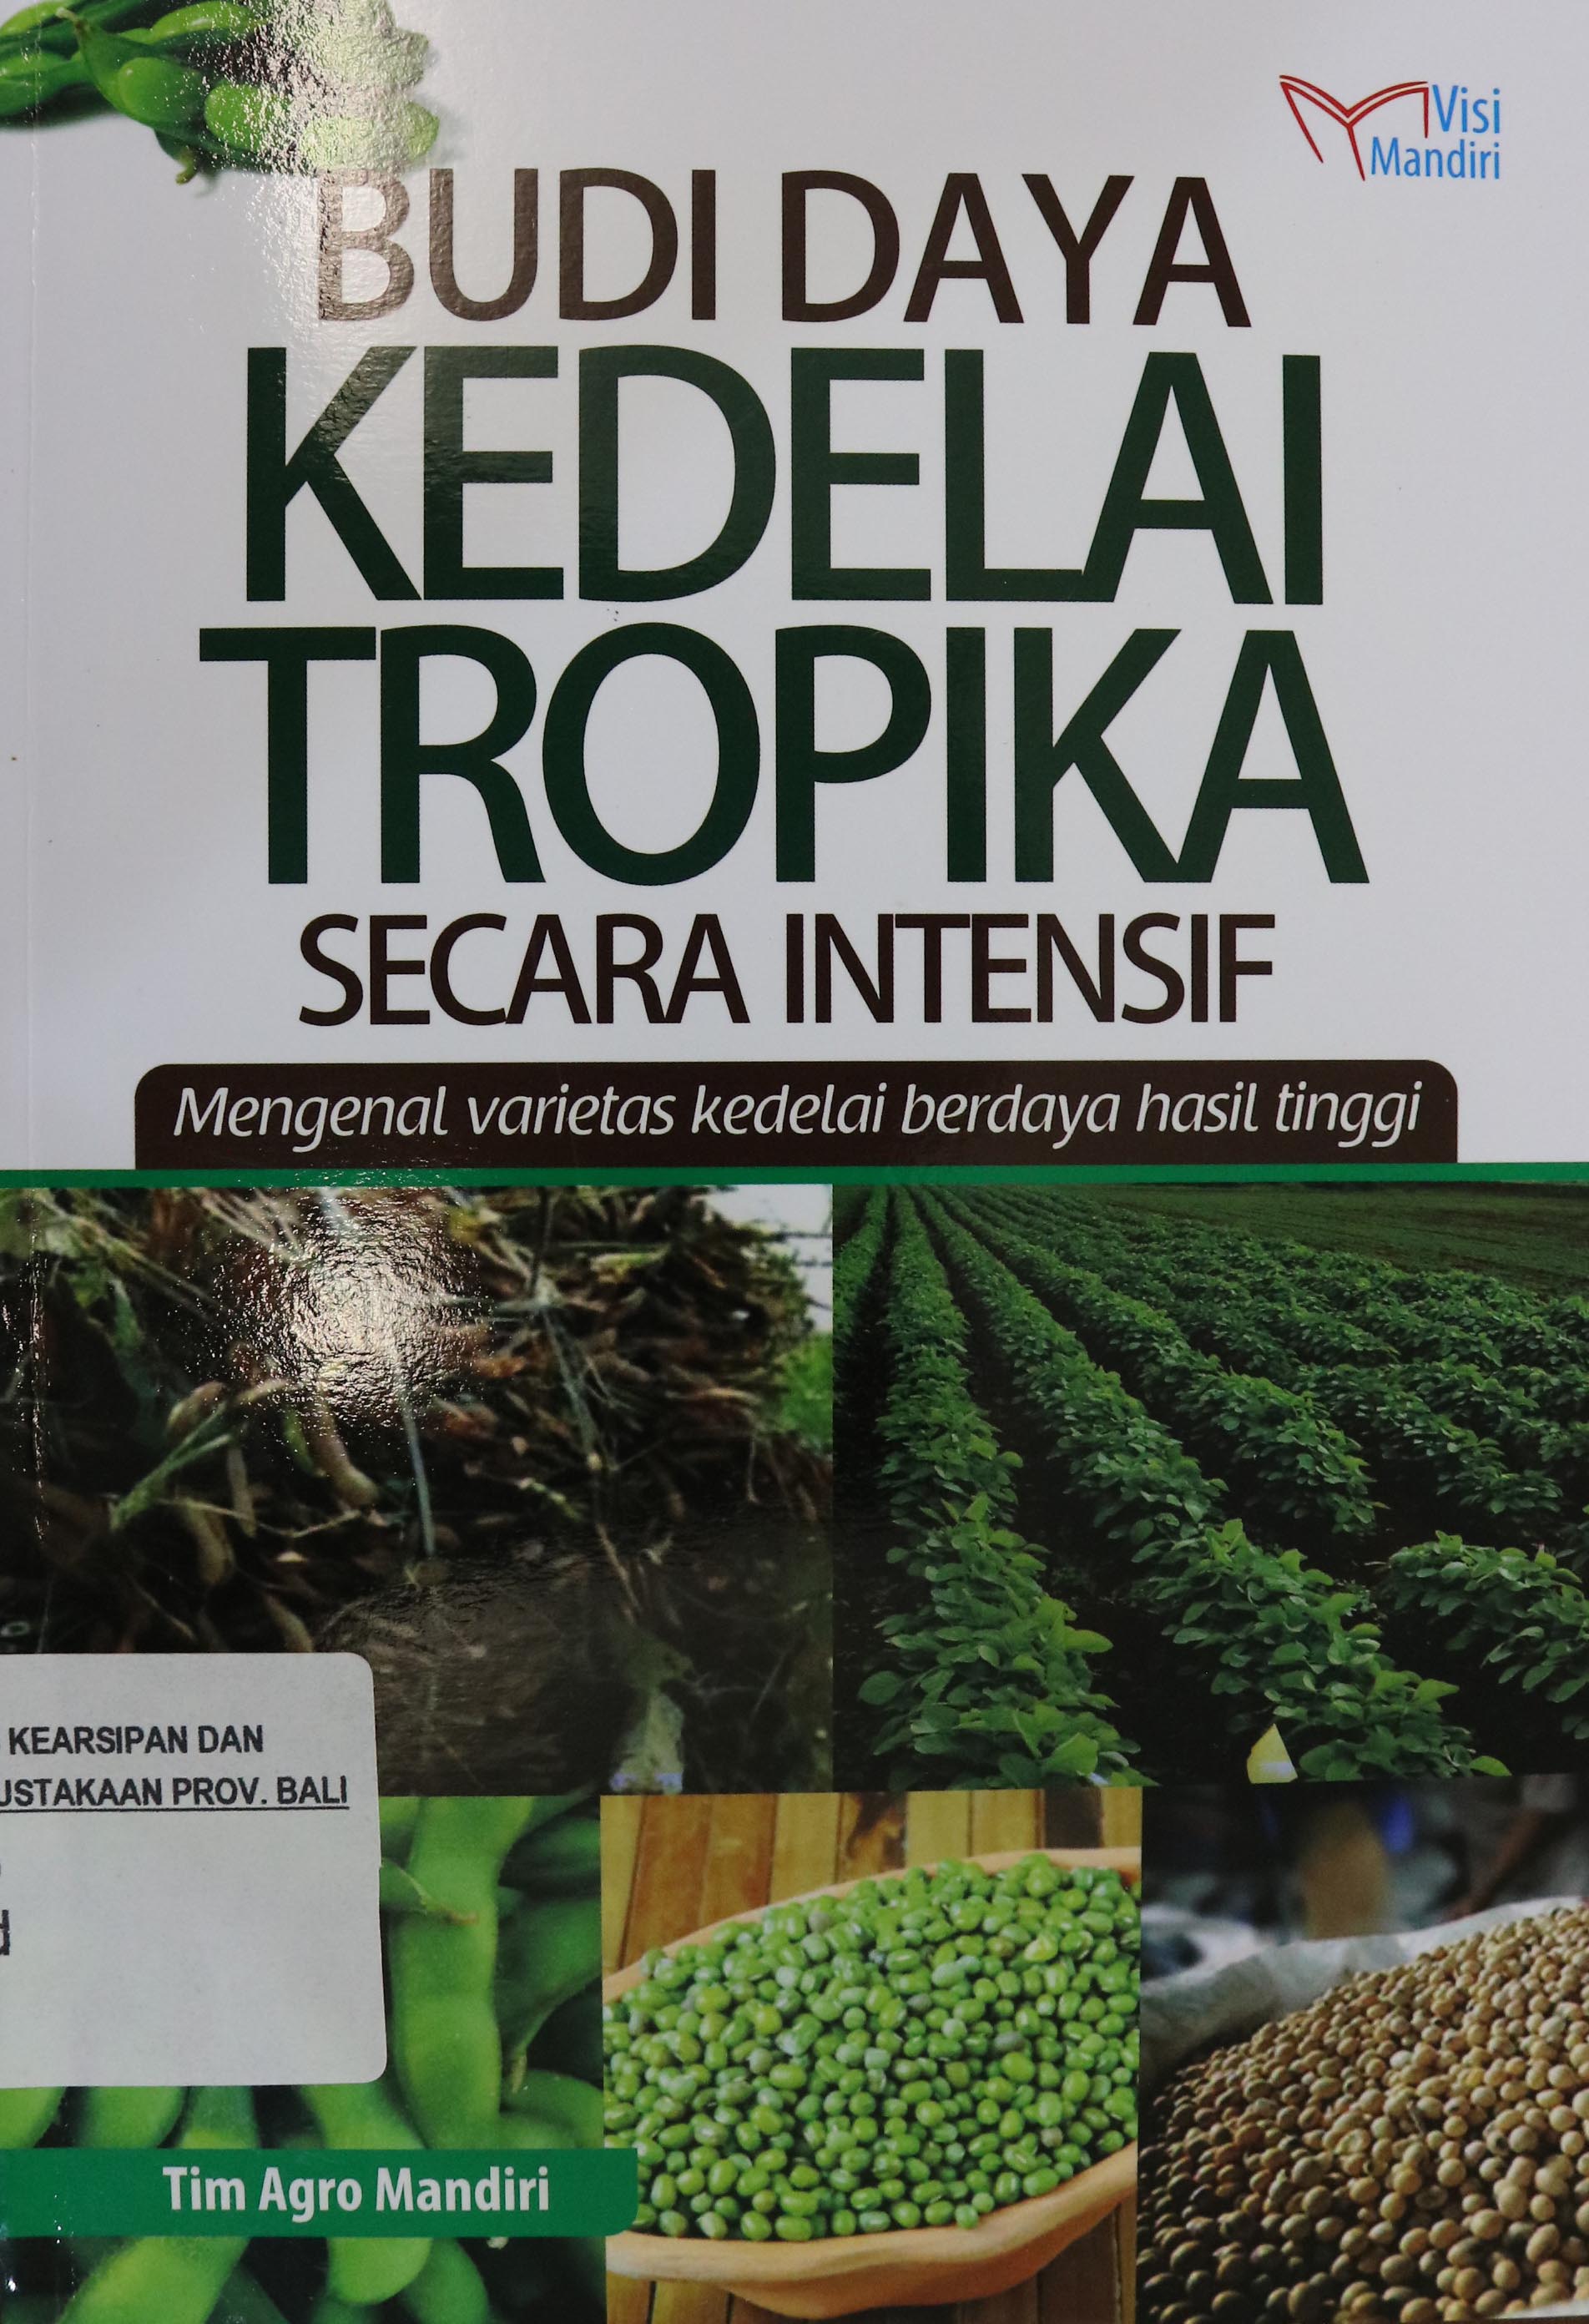 Visi
Mandiri
BUDI DAYA
KEDELAI
TROPIKA
SECARA INTENSIF
Mengenal varietas kedelai berdaya hasil tinggi
KEARSIPAN DAN
USTAKAAN PROV. BALI
d
Tim Agro Mandiri